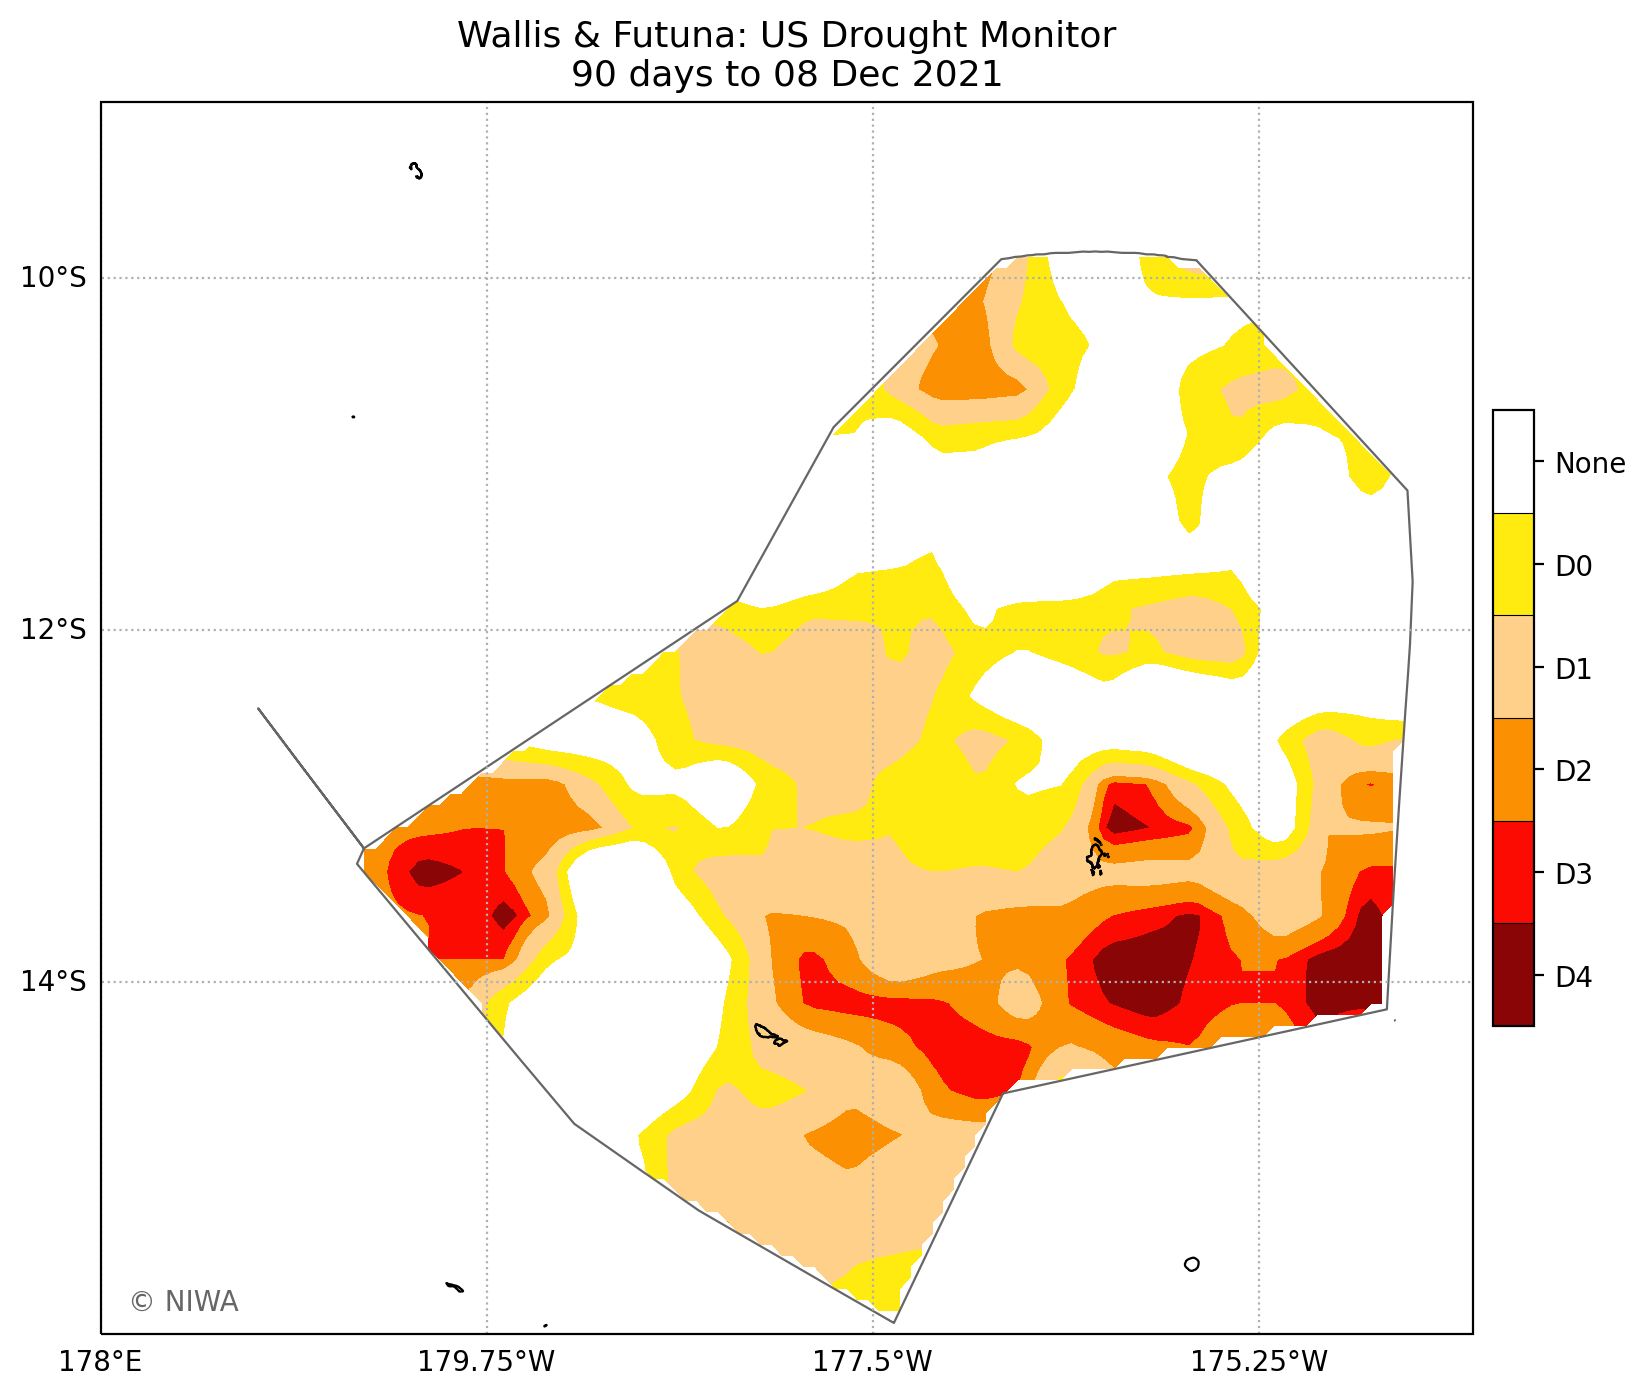 Wallis & Futuna: US Drought Monitor
90 days to 08 Dec 2021
10°S
12°S
14°S
178°E
179.75°W
177.5°W
175.25°W
None
D0
D1
D2
D3
D4
© NIWA